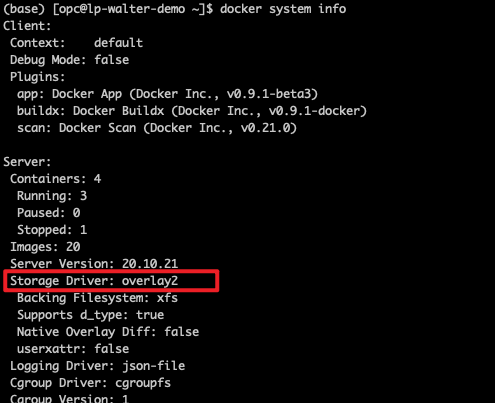 (base) [opc@lp-walter-demo ~]$ docker system info
Client:
 Context:    default
 Debug Mode: false
 Plugins:
  app: Docker App (Docker Inc., v0.9.1-beta3)
  buildx: Docker Buildx (Docker Inc., v0.9.1-docker)
  scan: Docker Scan (Docker Inc., v0.21.0)

Server:
 Containers: 4
  Running: 3
  Paused: 0
  Stopped: 1
 Images: 20
 Server Version: 20.10.21
 Storage Driver: overlay2
  Backing Filesystem: xfs
  Supports d_type: true
  Native Overlay Diff: false
  userxattr: false
 Logging Driver: json-file
 Cgroup Driver: cgroupfs
 Cgroup Version: 1